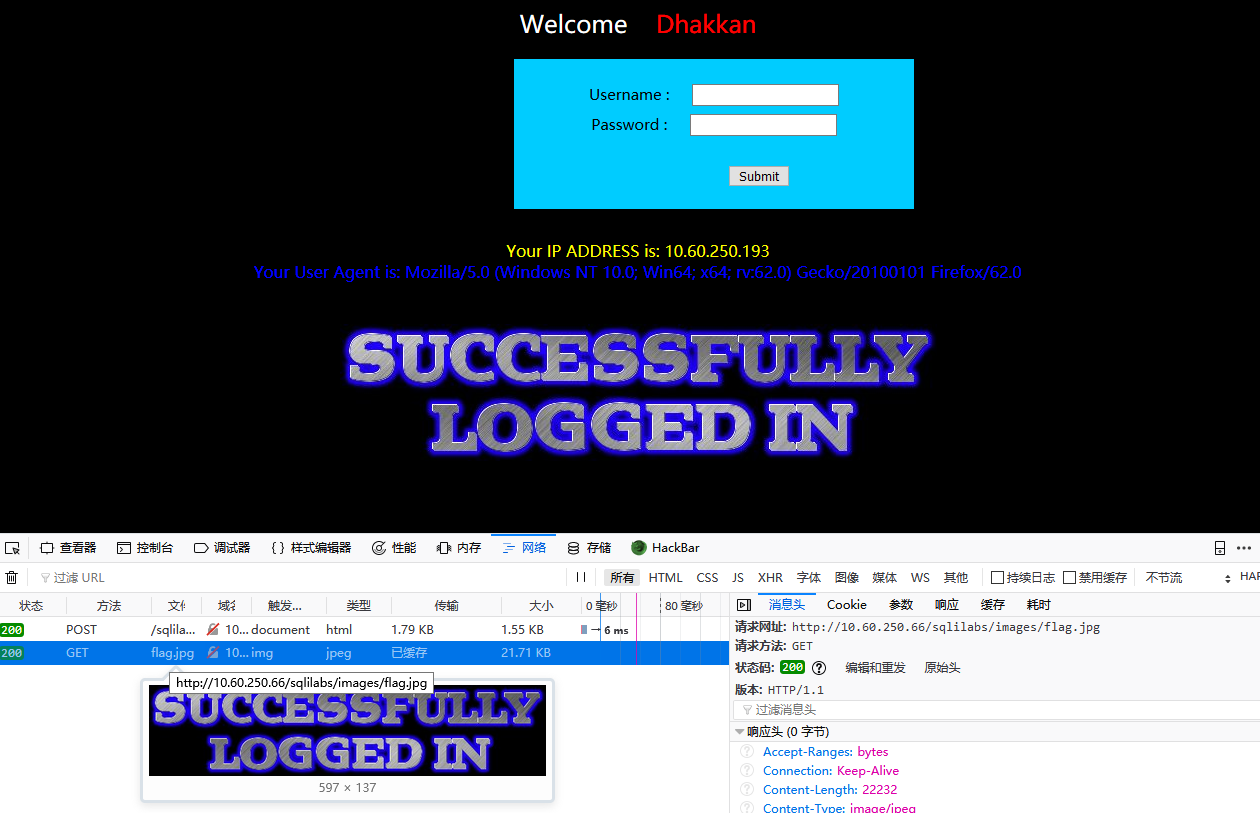 Welcome Dhakkan
Username :
Password :
Submit
Your IP ADDRESS is: 10.60.250.193
Your User Agent is: Mozilla/5.0 (Windows NT 10.0; Win64; x64; rv:62.0) Gecko/20100101 Firefox/62.0
SUCCESSFULLY
LOGGED IN
查看器 控制台 调试器 {} 样式编辑器 性能 内存 网络 存储 HackBar
过滤 URL 所有 HTML CSS JS XHR 字体 图像 媒体 WS 其他 持续日志 禁用缓存 不节流 HAR
状态 方法 文件 域名 触发... 类型 传输 大小 0 毫秒 80 毫秒 消息头 Cookie 参数 响应 缓存 耗时
200 POST /sqlila... 10... document html 1.79 KB 1.55 KB → 6 ms
200 GET flag.jpg 10... img jpeg 已缓存 21.71 KB
http://10.60.250.66/sqlilabs/images/flag.jpg
SUCCESSFULLY
LOGGED IN
597 × 137
请求网址: http://10.60.250.66/sqlilabs/images/flag.jpg
请求方法: GET
状态码: 200 ? 编辑和重发 原始头
版本: HTTP/1.1
过滤消息头
响应头 (0 字节)
? Accept-Ranges: bytes
? Connection: Keep-Alive
? Content-Length: 22232
? Content-Type: image/jpeg